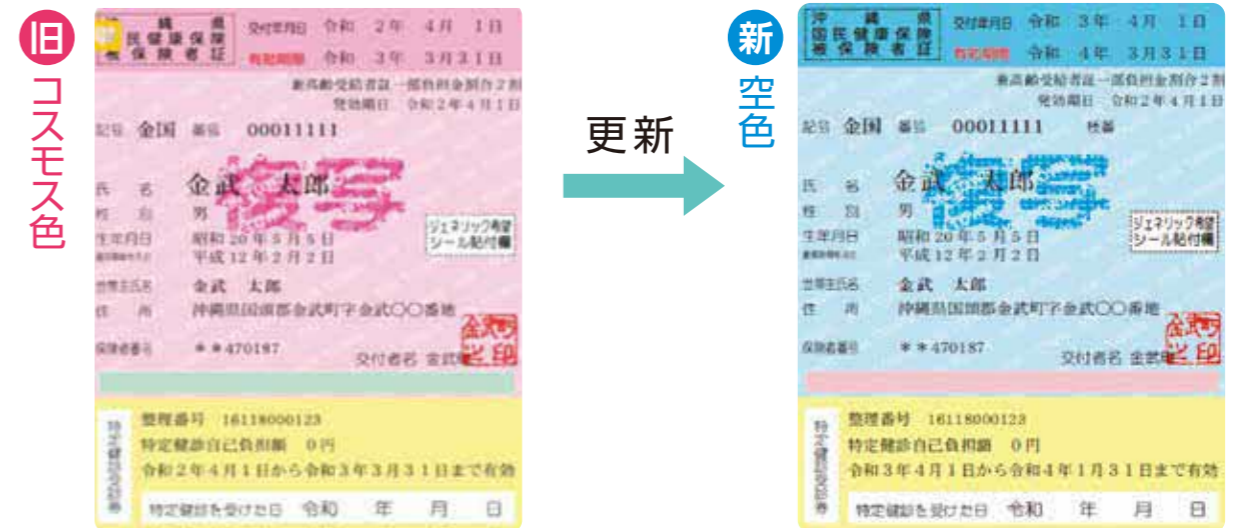 旧
コスモス色
沖縄県
国民健康保険
被保険者証
交付年月日 令和 2年 4月 1日
有効期限 令和 3年 3月31日
兼高齢受給者証一部負担金割合2割
発効期日 令和2年4月1日
記号 金国 番号 00011111
複写
氏名 金武 太郎
性別 男
生年月日 昭和20年5月5日
平成12年2月2日
ジェネリック希望
シール貼付欄
世帯主氏名 金武 太郎
住所 沖縄県国頭郡金武町字金武〇〇番地
保険者番号 **470187
交付者名 金武
特定健診受診券
整理番号 16118000123
特定健診自己負担額 0円
令和2年4月1日から令和3年3月31日まで有効
特定健診を受けた日 令和 年 月 日
更新
新
空色
沖縄県
国民健康保険
被保険者証
交付年月日 令和 3年 4月 1日
有効期限 令和 4年 3月31日
兼高齢受給者証一部負担金割合2割
発効期日 令和2年4月1日
記号 金国 番号 00011111 枝番
複写
氏名 金武 太郎
性別 男
生年月日 昭和20年5月5日
平成12年2月2日
ジェネリック希望
シール貼付欄
世帯主氏名 金武 太郎
住所 沖縄県国頭郡金武町字金武〇〇番地
保険者番号 **470187
交付者名 金武
特定健診受診券
整理番号 16118000123
特定健診自己負担額 0円
令和3年4月1日から令和4年1月31日まで有効
特定健診を受けた日 令和 年 月 日